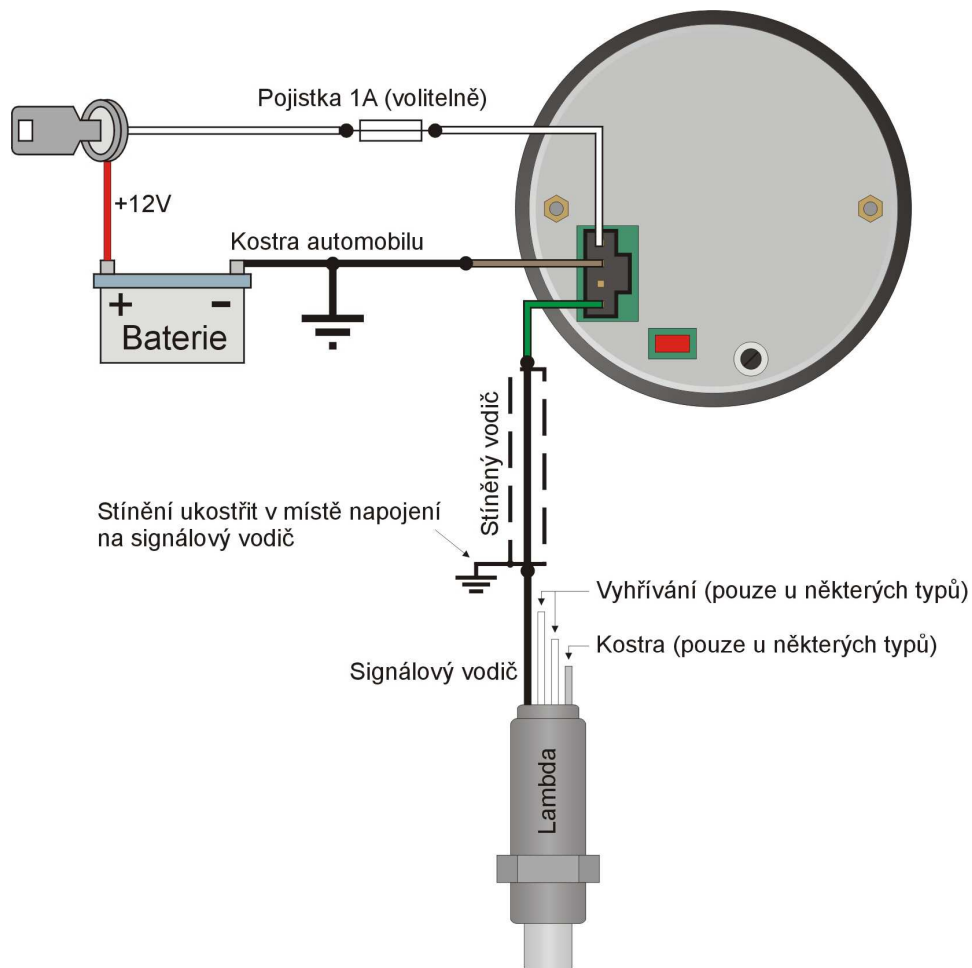 Pojistka 1A (volitelně)
+12V
Kostra automobilu
+ –
Baterie
Stíněný vodič
Stínění ukostřit v místě napojení
na signálový vodič
Vyhřívání (pouze u některých typů)
Kostra (pouze u některých typů)
Signálový vodič
Lambda